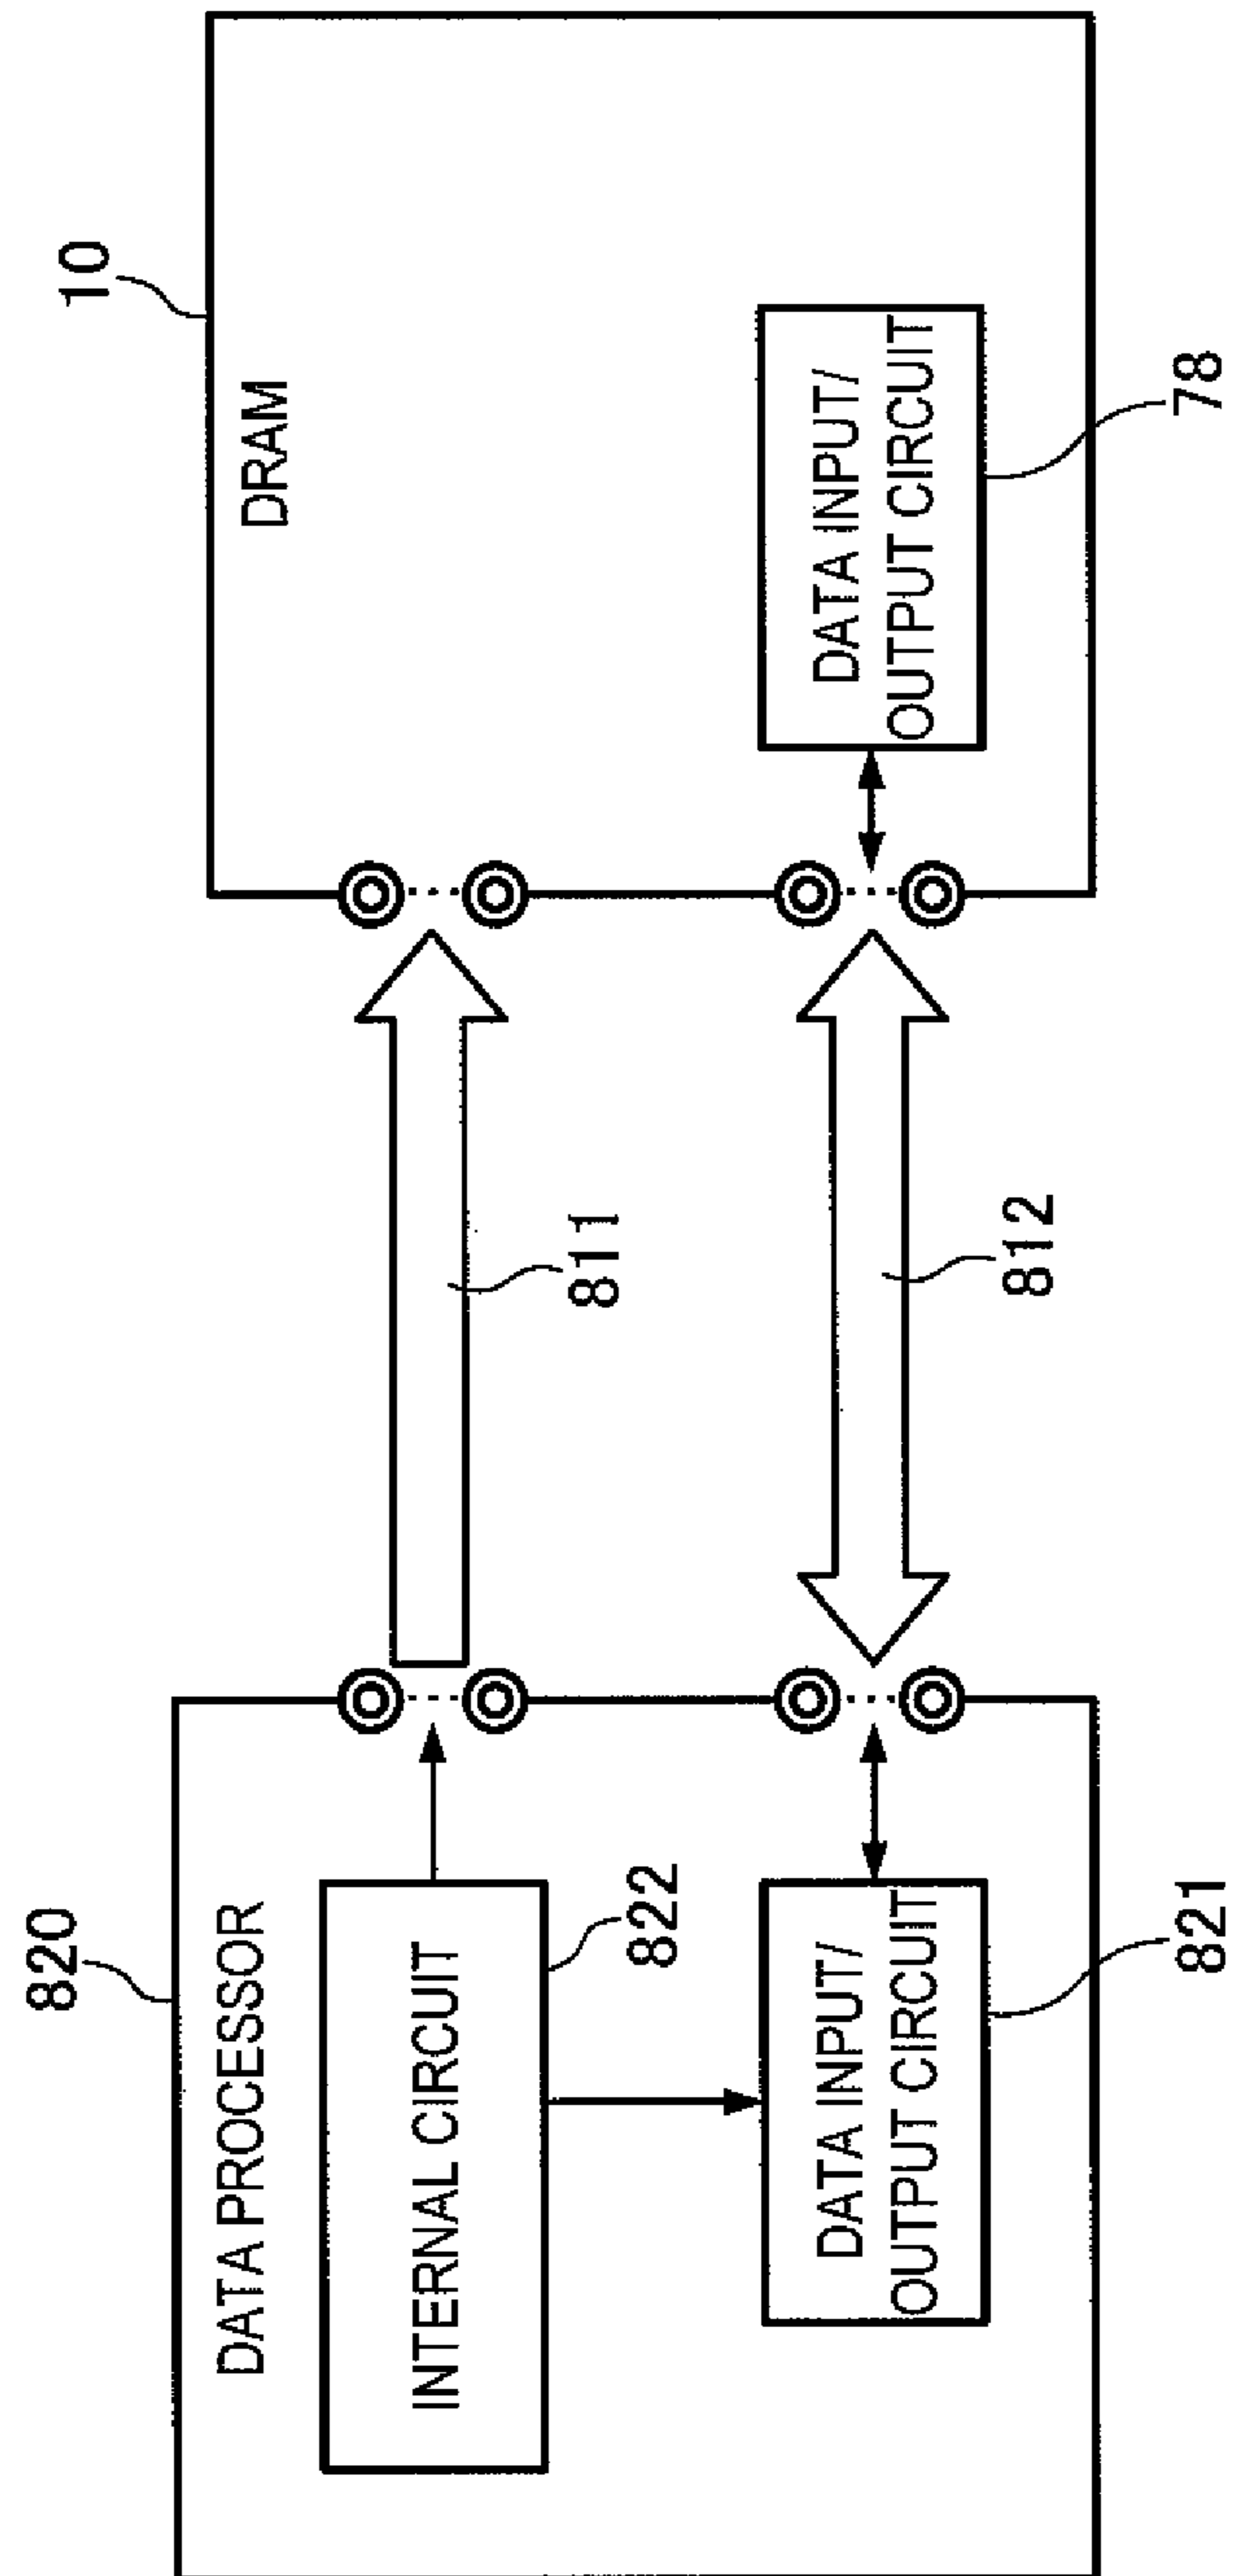 820
DATA PROCESSOR
INTERNAL CIRCUIT
822
DATA INPUT/
OUTPUT CIRCUIT
821
811
812
10
DRAM
DATA INPUT/
OUTPUT CIRCUIT
78